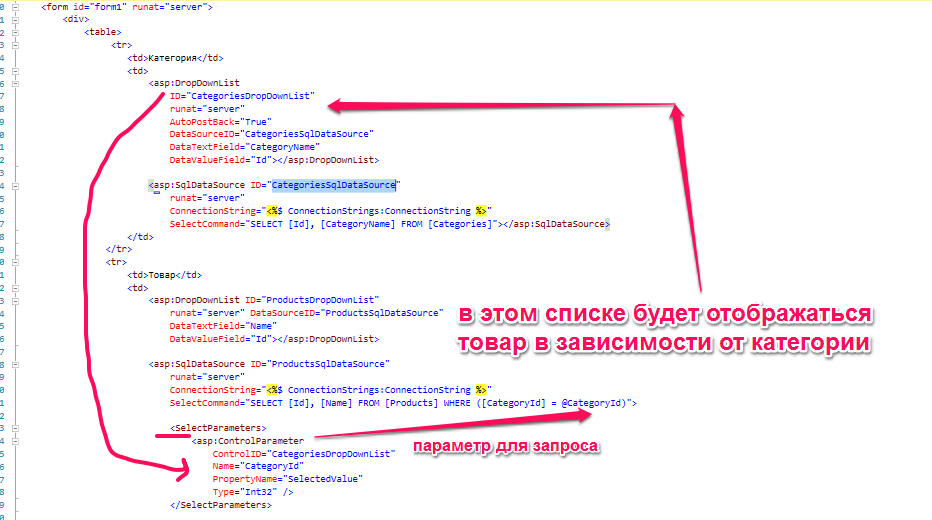 <form id="form1" runat="server">
<div>
<table>
<tr>
<td>Категория</td>
<td>
<asp:DropDownList
ID="CategoriesDropDownList"
runat="server"
AutoPostBack="True"
DataSourceID="CategoriesSqlDataSource"
DataTextField="CategoryName"
DataValueField="Id"></asp:DropDownList>
<asp:SqlDataSource ID="CategoriesSqlDataSource"
runat="server"
ConnectionString="<%$ ConnectionStrings:ConnectionString %>"
SelectCommand="SELECT [Id], [CategoryName] FROM [Categories]"></asp:SqlDataSource>
</td>
</tr>
<tr>
<td>Товар</td>
<td>
<asp:DropDownList ID="ProductsDropDownList"
runat="server" DataSourceID="ProductsSqlDataSource"
DataTextField="Name"
DataValueField="Id"></asp:DropDownList>
в этом списке будет отображаться
товар в зависимости от категории
<asp:SqlDataSource ID="ProductsSqlDataSource"
runat="server"
ConnectionString="<%$ ConnectionStrings:ConnectionString %>"
SelectCommand="SELECT [Id], [Name] FROM [Products] WHERE ([CategoryId] = @CategoryId)">
<SelectParameters>
<asp:ControlParameter
параметр для запроса
ControlID="CategoriesDropDownList"
Name="CategoryId"
PropertyName="SelectedValue"
Type="Int32" />
</SelectParameters>